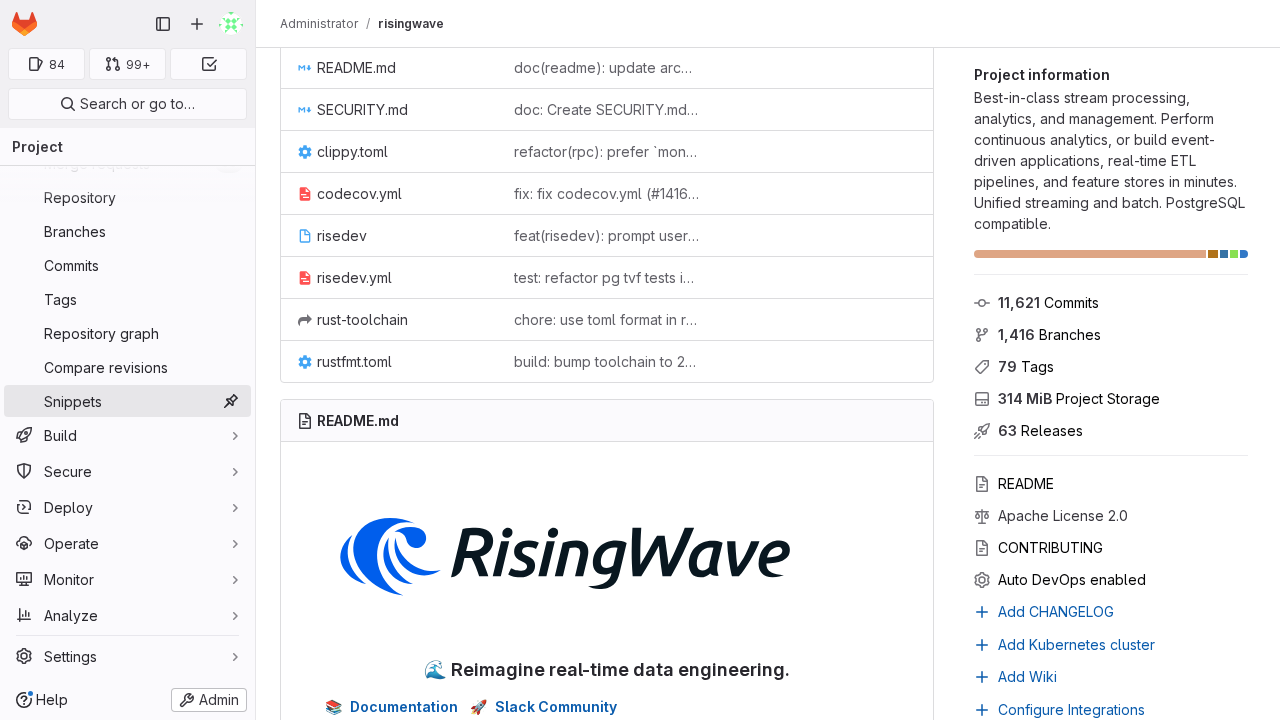 Administrator / risingwave
84
99+
Search or go to…
Project
Repository
Branches
Commits
Tags
Repository graph
Compare revisions
Snippets
Build
Secure
Deploy
Operate
Monitor
Analyze
Settings
Help
Admin
README.md doc(readme): update arc…
SECURITY.md doc: Create SECURITY.md…
clippy.toml refactor(rpc): prefer `mon…
codecov.yml fix: fix codecov.yml (#1416…
risedev feat(risedev): prompt user…
risedev.yml test: refactor pg tvf tests i…
rust-toolchain chore: use toml format in r…
rustfmt.toml build: bump toolchain to 2…
README.md
RisingWave
🌊 Reimagine real-time data engineering.
📚 Documentation 🚀 Slack Community
Project information
Best-in-class stream processing,
analytics, and management. Perform
continuous analytics, or build event-
driven applications, real-time ETL
pipelines, and feature stores in minutes.
Unified streaming and batch. PostgreSQL
compatible.
11,621 Commits
1,416 Branches
79 Tags
314 MiB Project Storage
63 Releases
README
Apache License 2.0
CONTRIBUTING
Auto DevOps enabled
Add CHANGELOG
Add Kubernetes cluster
Add Wiki
Configure Integrations